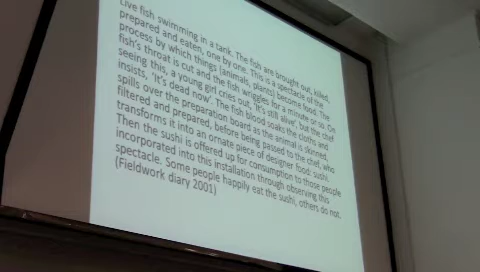 Live fish swimming in a tank. The fish are brought out, killed,
prepared and eaten, one by one. This is a spectacle of the
process by which things (animals, plants) become food. The
fish's throat is cut and the fish wriggles for a minute or so. On
seeing this, a young girl cries out, 'It's still alive', but the chef
insists, 'It's dead now'. The fish blood soaks the cloths and
spills over the preparation board as the animal is skinned,
filtered and prepared, before being passed to the chef, who
transforms it into an ornate piece of designer food: sushi.
Then the sushi is offered up for consumption to those people
incorporated into this installation through observing this
spectacle. Some people happily eat the sushi, others do not.
(Fieldwork diary 2001)